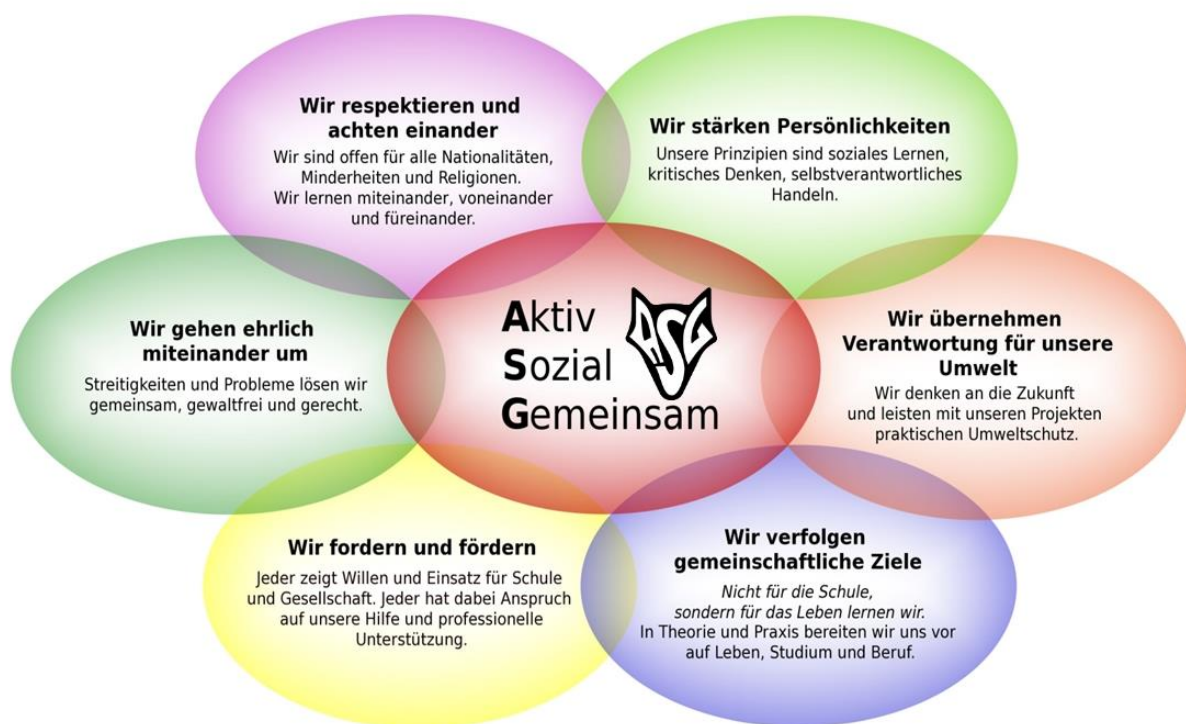 Wir respektieren und
achten einander
Wir sind offen für alle Nationalitäten,
Minderheiten und Religionen.
Wir lernen miteinander, voneinander
und füreinander.
Wir stärken Persönlichkeiten
Unsere Prinzipien sind soziales Lernen,
kritisches Denken, selbstverantwortliches
Handeln.
Wir gehen ehrlich
miteinander um
Streitigkeiten und Probleme lösen wir
gemeinsam, gewaltfrei und gerecht.
Aktiv
Sozial
Gemeinsam
ASG
Wir übernehmen
Verantwortung für unsere
Umwelt
Wir denken an die Zukunft
und leisten mit unseren Projekten
praktischen Umweltschutz.
Wir fordern und fördern
Jeder zeigt Willen und Einsatz für Schule
und Gesellschaft. Jeder hat dabei Anspruch
auf unsere Hilfe und professionelle
Unterstützung.
Wir verfolgen
gemeinschaftliche Ziele
Nicht für die Schule,
sondern für das Leben lernen wir.
In Theorie und Praxis bereiten wir uns vor
auf Leben, Studium und Beruf.